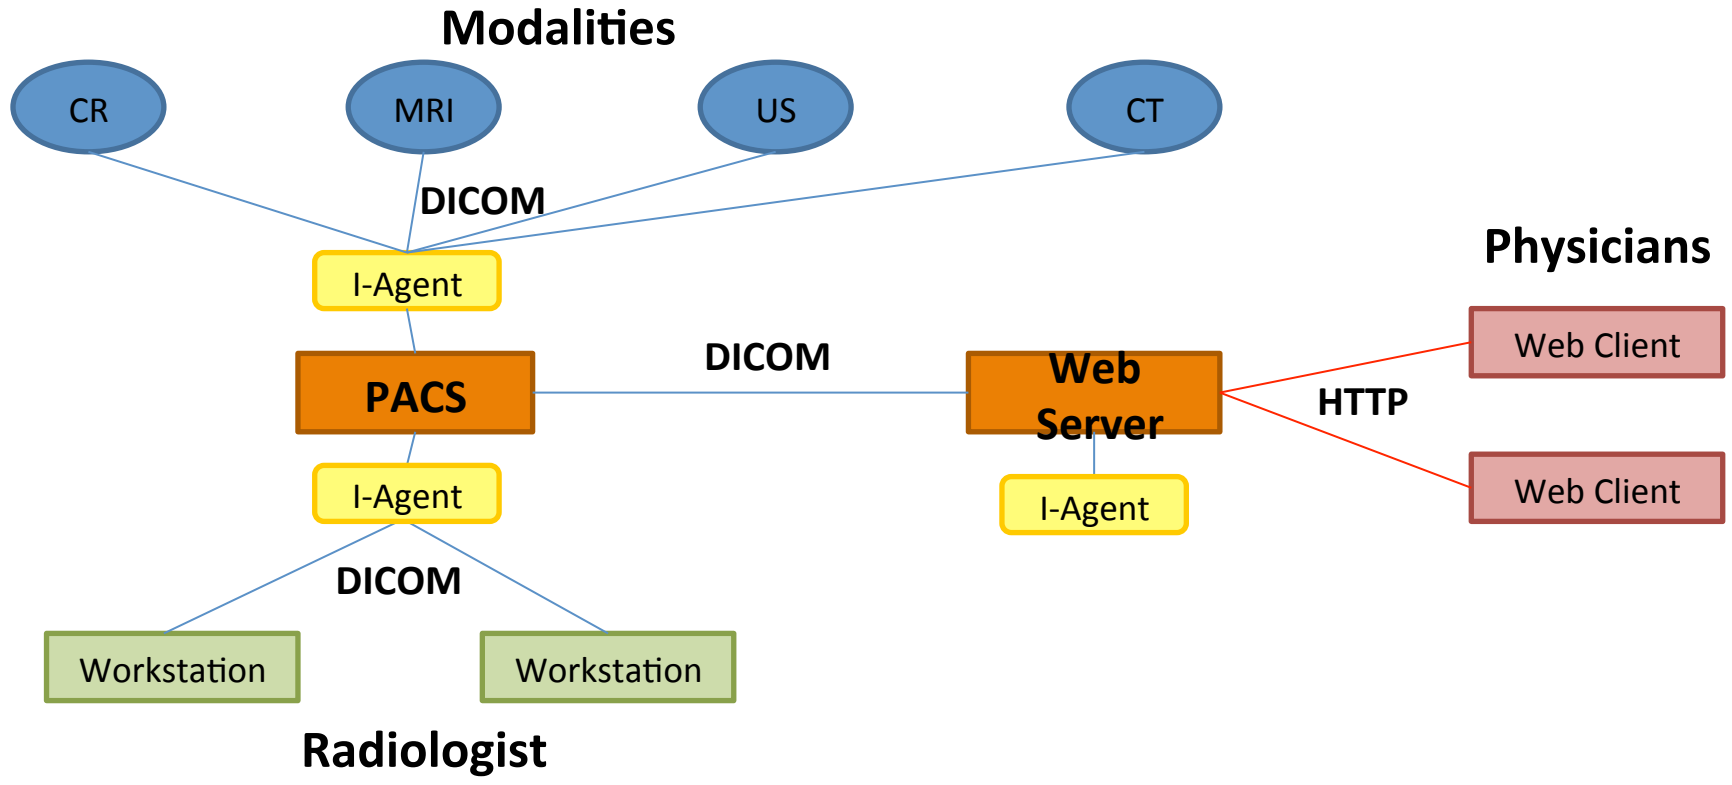 Modalities
CR
MRI
US
CT
DICOM
I-Agent
Physicians
Web Client
PACS
DICOM
Web
Server
HTTP
I-Agent
I-Agent
Web Client
DICOM
Workstation
Workstation
Radiologist